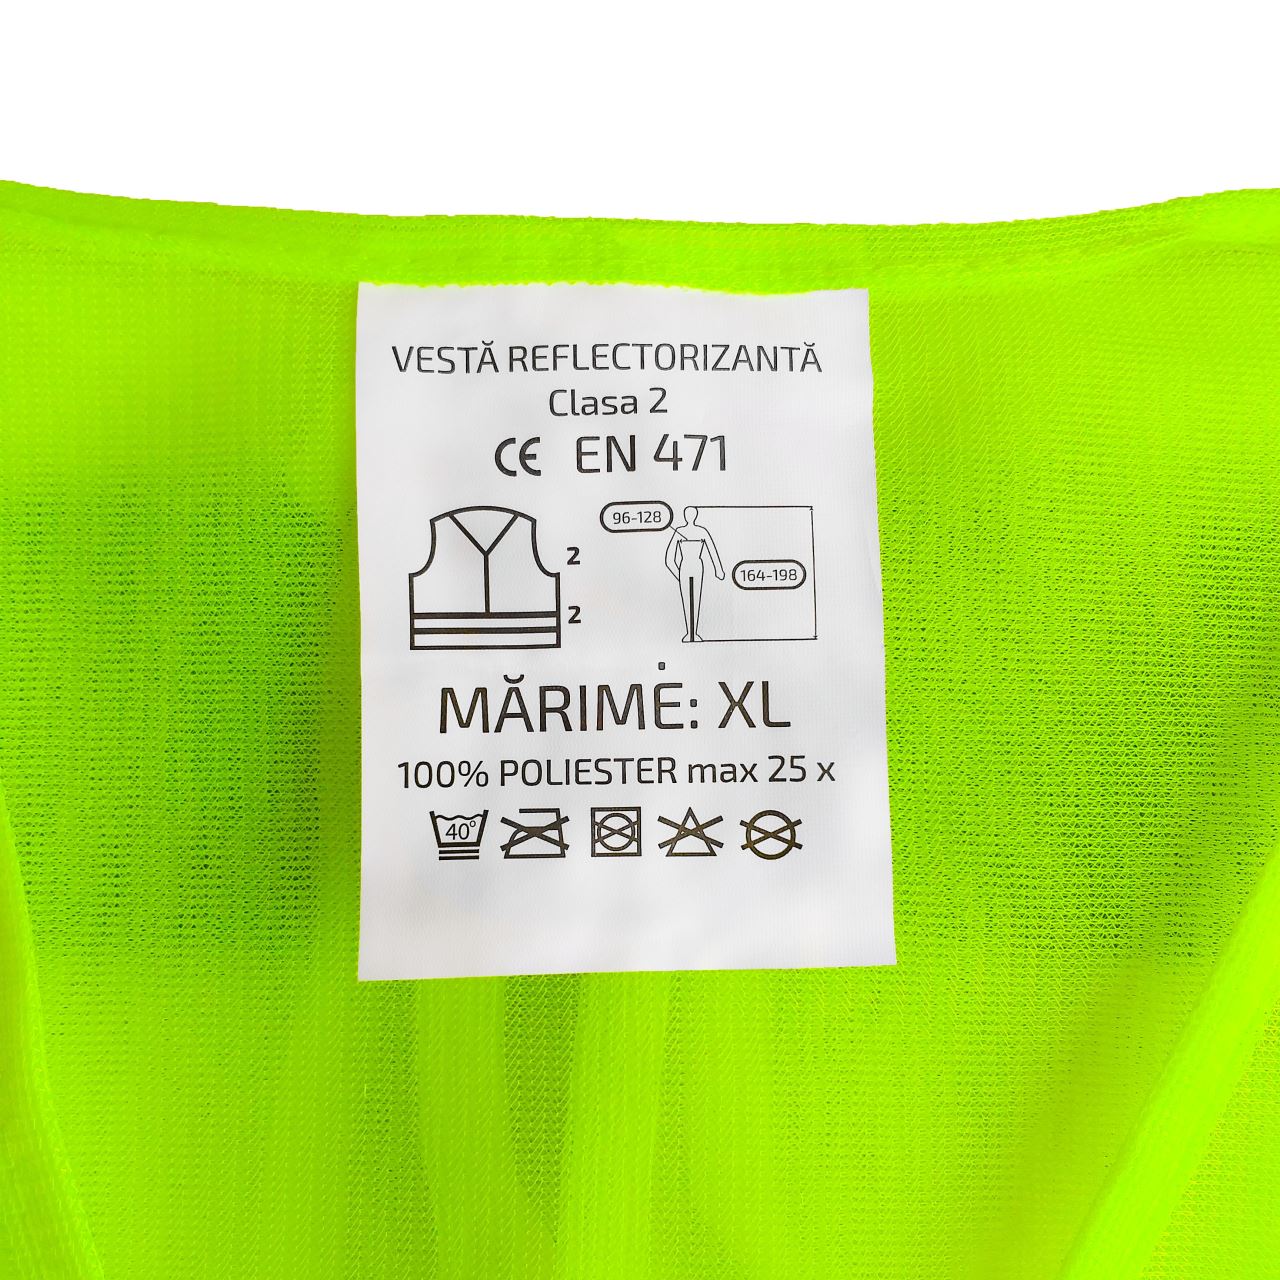 VESTĂ REFLECTORIZANTĂ
Clasa 2
CE EN 471
2
2
96-128
164-198
MĂRIME: XL
100% POLIESTER max 25 x
40°